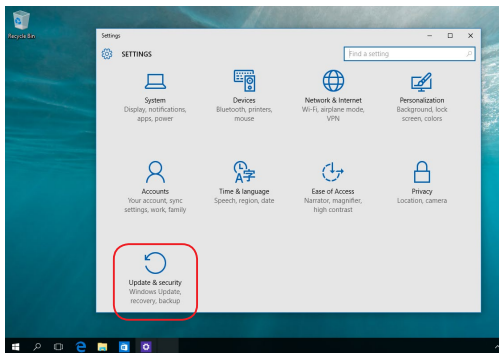 Recycle Bin
Settings
SETTINGS
Find a setting
System
Display, notifications,
apps, power
Devices
Bluetooth, printers,
mouse
Network & Internet
Wi-Fi, airplane mode,
VPN
Personalization
Background, lock
screen, colors
Accounts
Your account, sync
settings, work, family
Time & language
Speech, region, date
Ease of Access
Narrator, magnifier,
high contrast
Privacy
Location, camera
Update & security
Windows Update,
recovery, backup